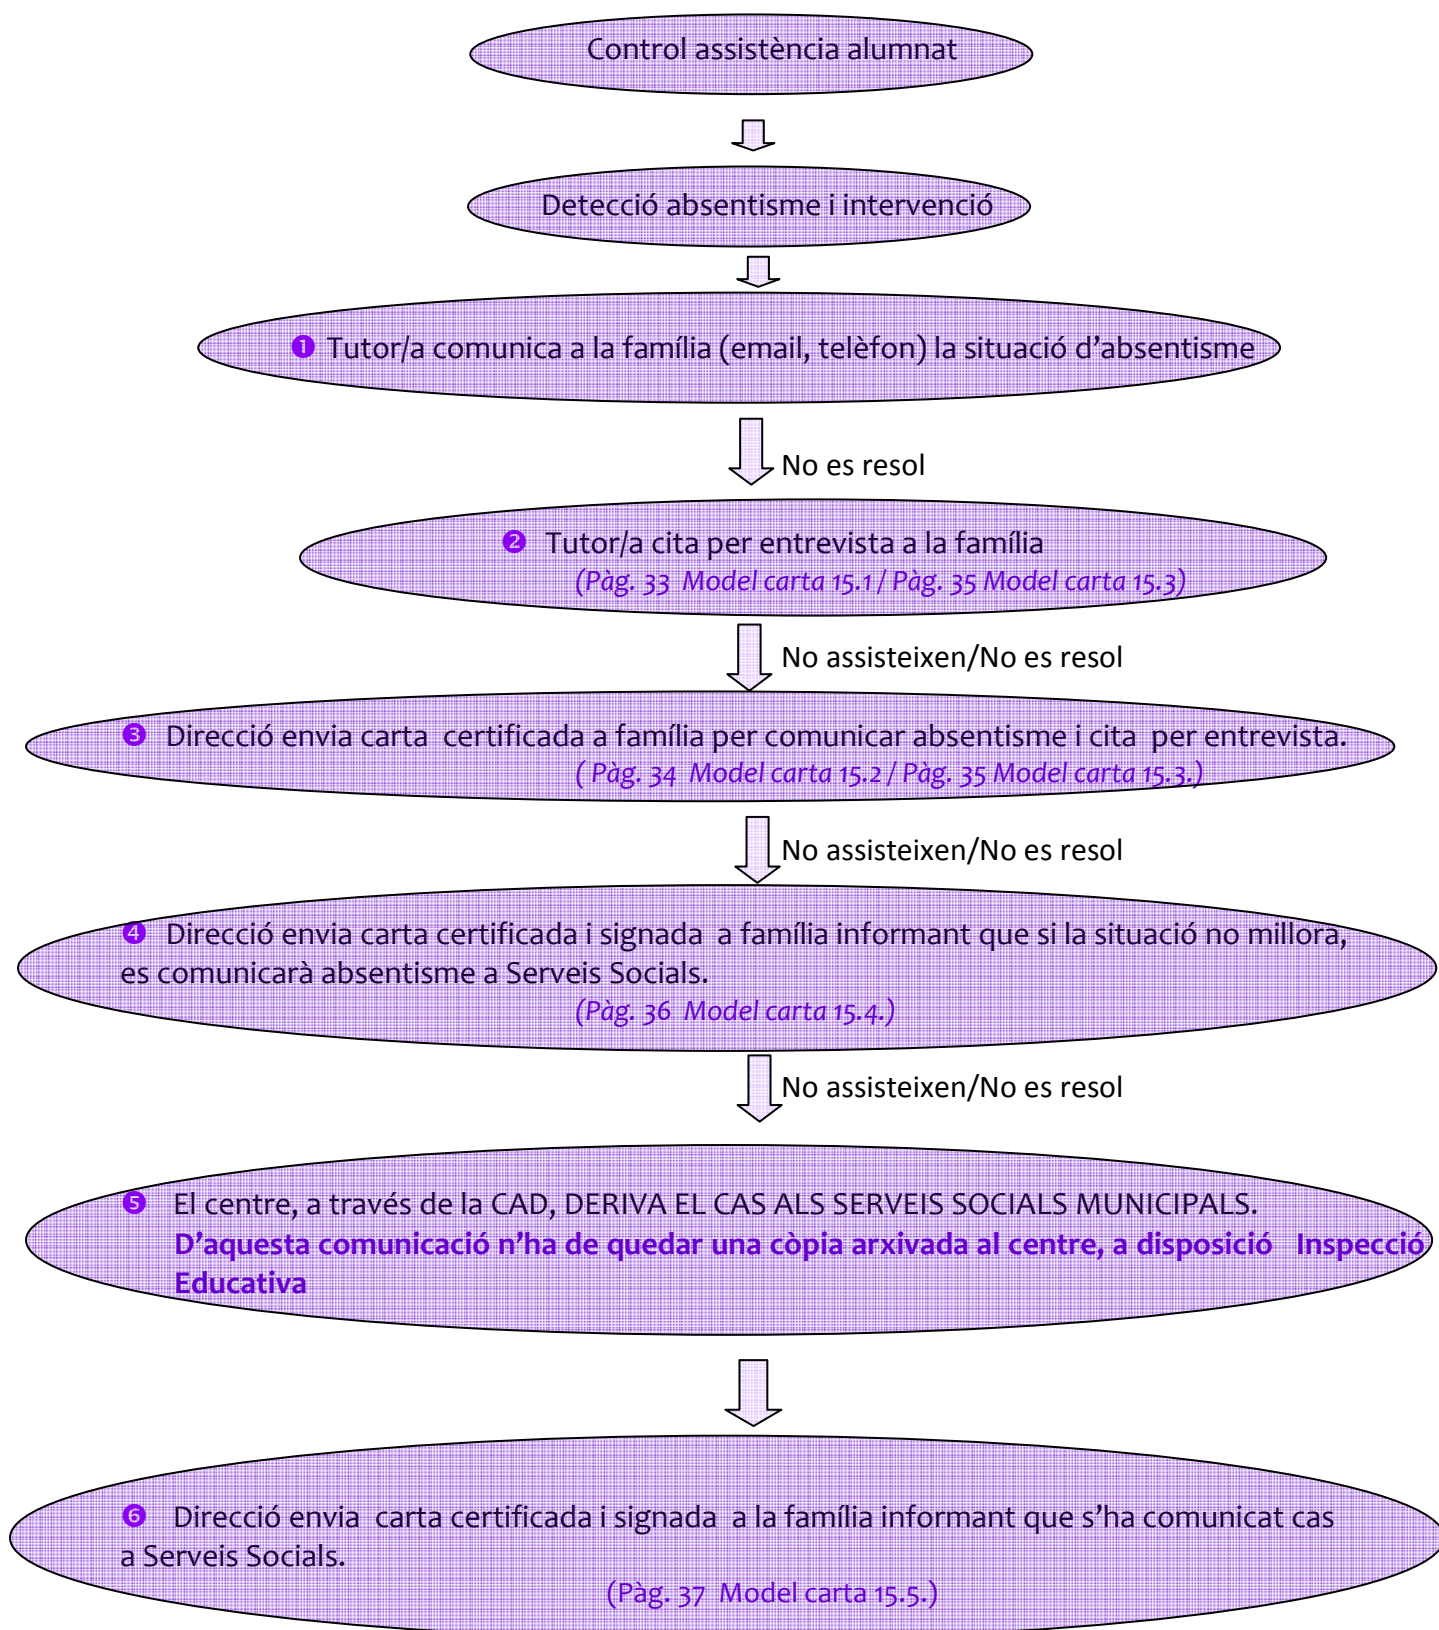 Control assistència alumnat
Detecció absentisme i intervenció
❶ Tutor/a comunica a la família (email, telèfon) la situació d’absentisme
No es resol
❷ Tutor/a cita per entrevista a la família
(Pàg. 33 Model carta 15.1 / Pàg. 35 Model carta 15.3)
No assisteixen/No es resol
❸ Direcció envia carta certificada a família per comunicar absentisme i cita per entrevista.
( Pàg. 34 Model carta 15.2 / Pàg. 35 Model carta 15.3.)
No assisteixen/No es resol
❹ Direcció envia carta certificada i signada a família informant que si la situació no millora,
es comunicarà absentisme a Serveis Socials.
(Pàg. 36 Model carta 15.4.)
No assisteixen/No es resol
❺ El centre, a través de la CAD, DERIVA EL CAS ALS SERVEIS SOCIALS MUNICIPALS.
D’aquesta comunicació n’ha de quedar una còpia arxivada al centre, a disposició Inspecció
Educativa
❻ Direcció envia carta certificada i signada a la família informant que s’ha comunicat cas
a Serveis Socials.
(Pàg. 37 Model carta 15.5.)